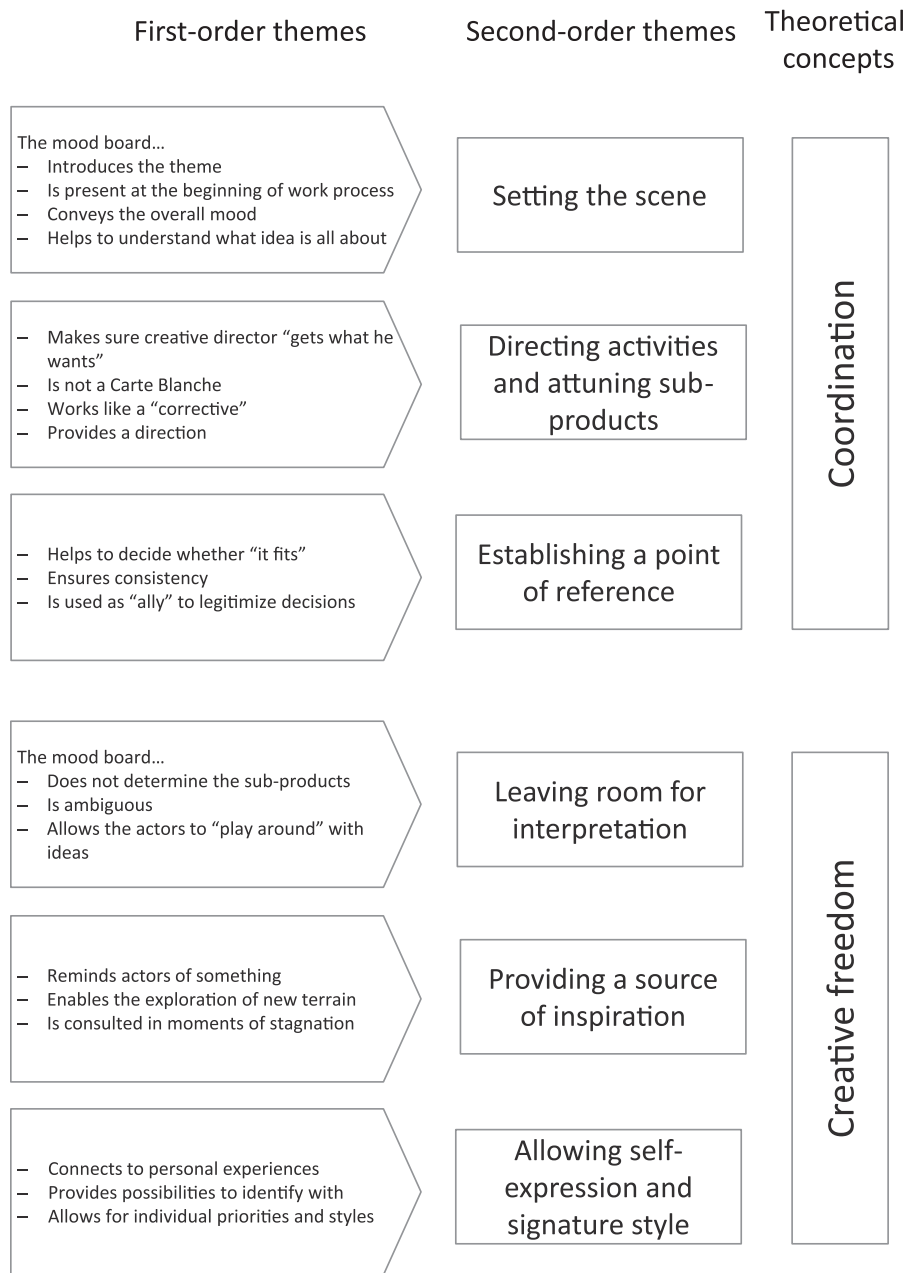 First-order themes
Second-order themes
Theoretical
concepts
The mood board…
– Introduces the theme
– Is present at the beginning of work process
– Conveys the overall mood
– Helps to understand what idea is all about
Setting the scene
– Makes sure creative director “gets what he
wants”
– Is not a Carte Blanche
– Works like a “corrective”
– Provides a direction
Directing activities
and attuning sub-
products
– Helps to decide whether “it fits”
– Ensures consistency
– Is used as “ally” to legitimize decisions
Establishing a point
of reference
Coordination
The mood board…
– Does not determine the sub-products
– Is ambiguous
– Allows the actors to “play around” with
ideas
Leaving room for
interpretation
– Reminds actors of something
– Enables the exploration of new terrain
– Is consulted in moments of stagnation
Providing a source
of inspiration
– Connects to personal experiences
– Provides possibilities to identify with
– Allows for individual priorities and styles
Allowing self-
expression and
signature style
Creative freedom